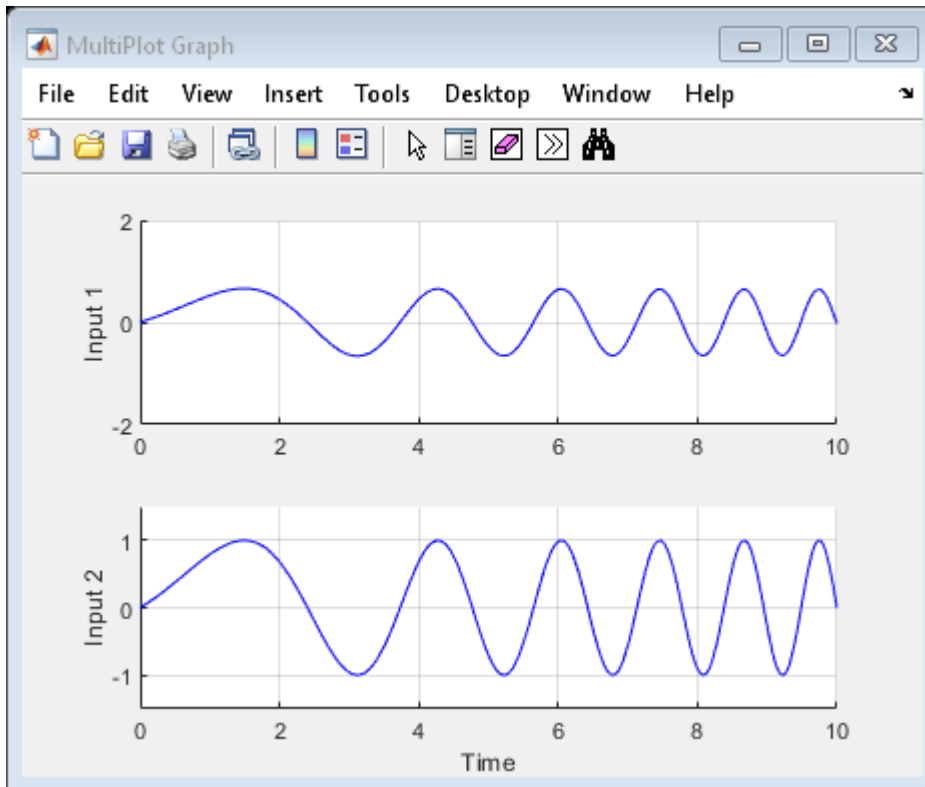 MultiPlot Graph
File Edit View Insert Tools Desktop Window Help
2
0
-2
Input 1
0 2 4 6 8 10
1
0
-1
Input 2
0 2 4 6 8 10
Time